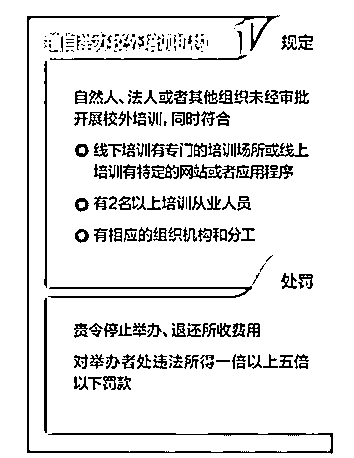 擅自举办校外培训机构
规定
自然人、法人或者其他组织未经审批
开展校外培训,同时符合
线下培训有专门的培训场所或线上
培训有特定的网站或者应用程序
有2名以上培训从业人员
有相应的组织机构和分工
处罚
责令停止举办、退还所收费用
对举办者处违法所得一倍以上五倍
以下罚款